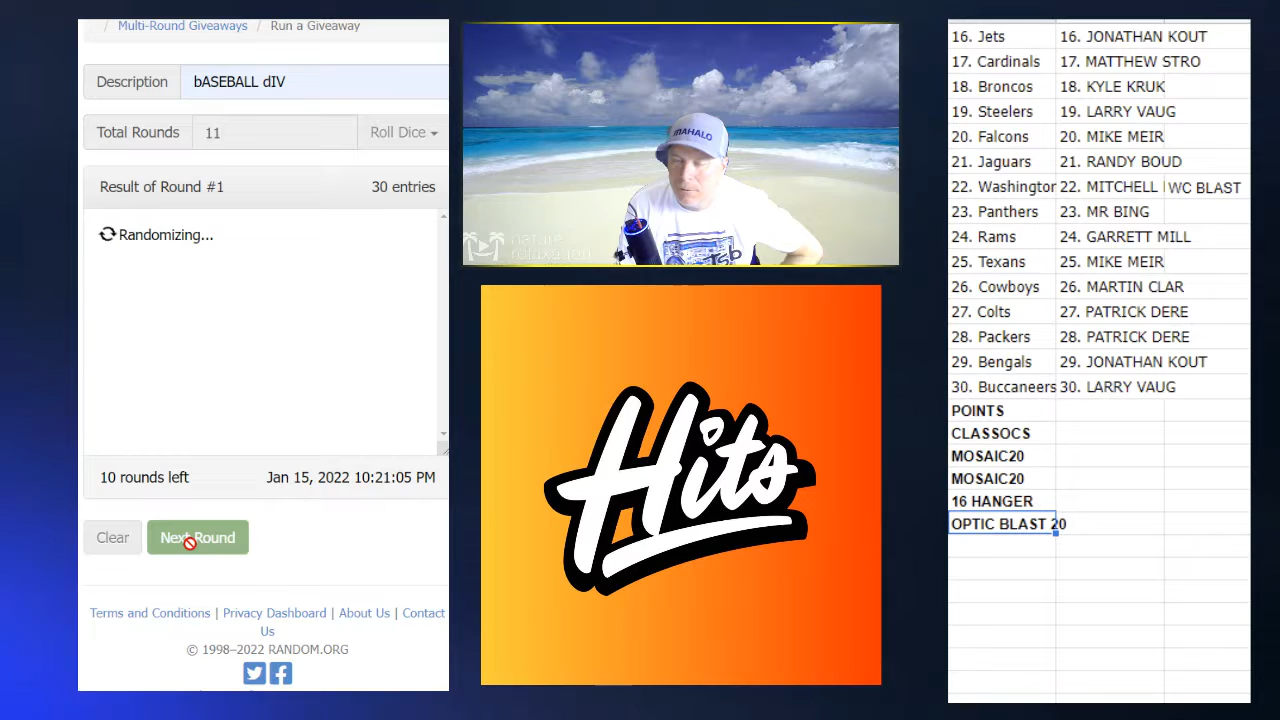 / Multi-Round Giveaways / Run a Giveaway
Description bASEBALL dIV
Total Rounds 11 Roll Dice
Result of Round #1 30 entries
Randomizing...
10 rounds left Jan 15, 2022 10:21:05 PM
Clear Next Round
Terms and Conditions | Privacy Dashboard | About Us | Contact
Us
© 1998–2022 RANDOM.ORG
MAHALO
nature
relaxation
Hits
16. Jets 16. JONATHAN KOUT
17. Cardinals 17. MATTHEW STRO
18. Broncos 18. KYLE KRUK
19. Steelers 19. LARRY VAUG
20. Falcons 20. MIKE MEIR
21. Jaguars 21. RANDY BOUD
22. Washington 22. MITCHELL WC BLAST
23. Panthers 23. MR BING
24. Rams 24. GARRETT MILL
25. Texans 25. MIKE MEIR
26. Cowboys 26. MARTIN CLAR
27. Colts 27. PATRICK DERE
28. Packers 28. PATRICK DERE
29. Bengals 29. JONATHAN KOUT
30. Buccaneers 30. LARRY VAUG
POINTS
CLASSOCS
MOSAIC20
MOSAIC20
16 HANGER
OPTIC BLAST 20